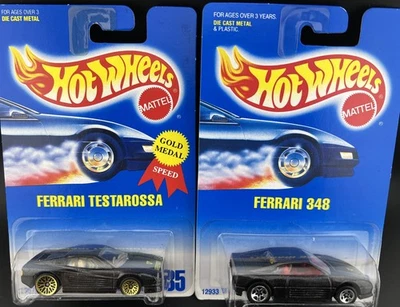 FOR AGES OVER 3.
DIE CAST METAL
Hot Wheels
MATTEL
GOLD
MEDAL
SPEED
FERRARI TESTAROSSA
35
FOR AGES OVER 3 YEARS.
DIE CAST METAL
& PLASTIC.
Hot Wheels
MATTEL
FERRARI 348
12933